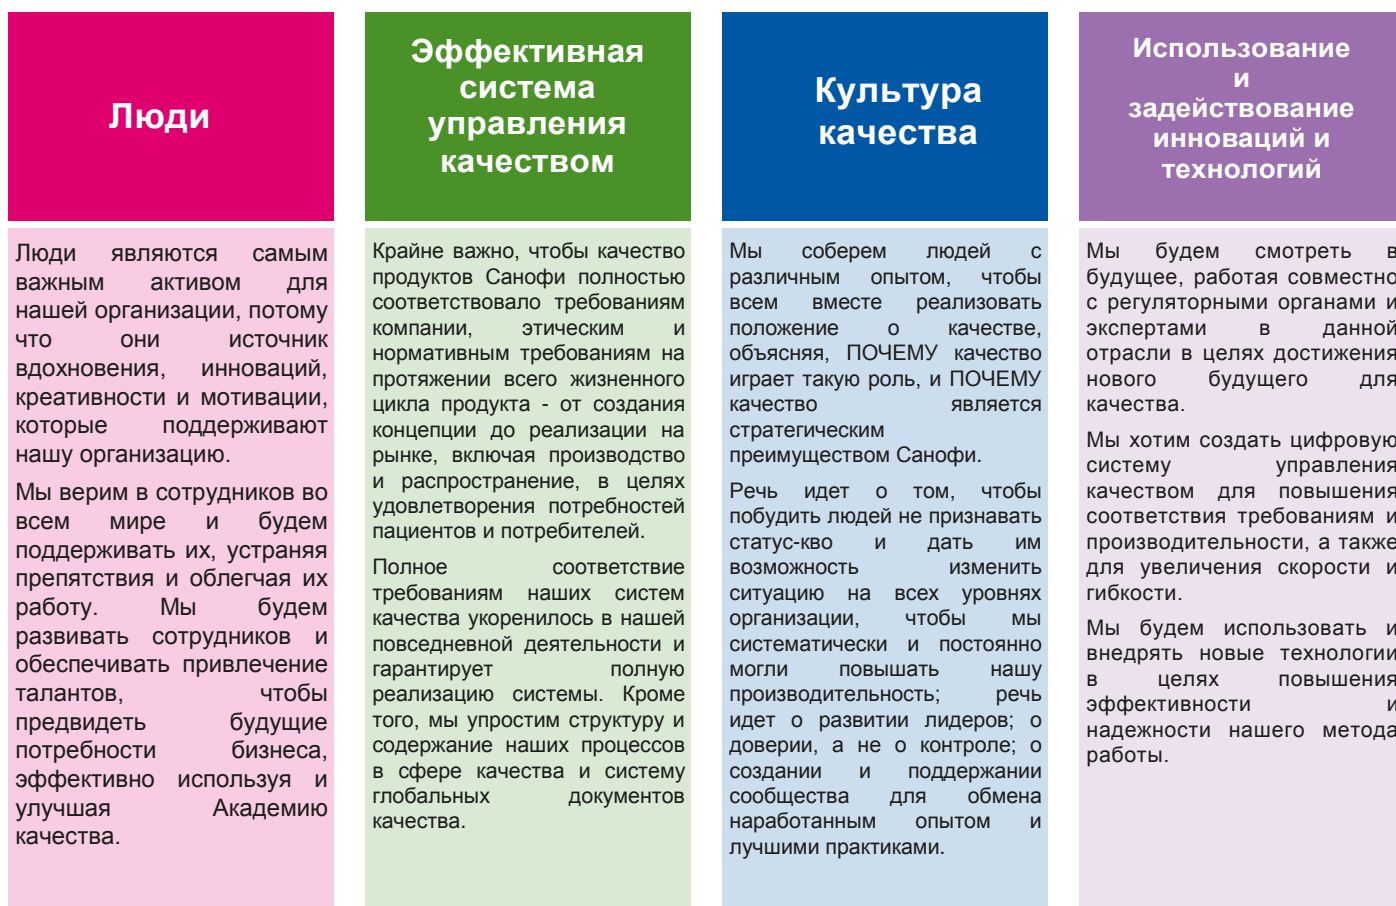 Люди
Люди являются самым
важным активом для
нашей организации, потому
что они источник
вдохновения, инноваций,
креативности и мотивации,
которые поддерживают
нашу организацию.
Мы верим в сотрудников во
всем мире и будем
поддерживать их, устраняя
препятствия и облегчая их
работу. Мы будем
развивать сотрудников и
обеспечивать привлечение
талантов, чтобы
предвидеть будущие
потребности бизнеса,
эффективно используя и
улучшая Академию
качества.
Эффективная
система
управления
качеством
Крайне важно, чтобы качество
продуктов Санофи полностью
соответствовало требованиям
компании, этическим и
нормативным требованиям на
протяжении всего жизненного
цикла продукта - от создания
концепции до реализации на
рынке, включая производство
и распространение, в целях
удовлетворения потребностей
пациентов и потребителей.
Полное соответствие
требованиям наших систем
качества укоренилось в нашей
повседневной деятельности и
гарантирует полную
реализацию системы. Кроме
того, мы упростим структуру и
содержание наших процессов
в сфере качества и систему
глобальных документов
качества.
Культура
качества
Мы соберем людей с
различным опытом, чтобы
всем вместе реализовать
положение о качестве,
объясняя, ПОЧЕМУ качество
играет такую роль, и ПОЧЕМУ
качество является
стратегическим
преимуществом Санофи.
Речь идет о том, чтобы
побудить людей не признавать
статус-кво и дать им
возможность изменить
ситуацию на всех уровнях
организации, чтобы мы
систематически и постоянно
могли повышать нашу
производительность; речь
идет о развитии лидеров; о
доверии, а не о контроле; о
создании и поддержании
сообщества для обмена
наработанным опытом и
лучшими практиками.
Использование
и
задействование
инноваций и
технологий
Мы будем смотреть в
будущее, работая совместно
с регуляторными органами и
экспертами в данной
отрасли в целях достижения
нового будущего для
качества.
Мы хотим создать цифровую
систему управления
качеством для повышения
соответствия требованиям и
производительности, а также
для увеличения скорости и
гибкости.
Мы будем использовать и
внедрять новые технологии
в целях повышения
эффективности и
надежности нашего метода
работы.